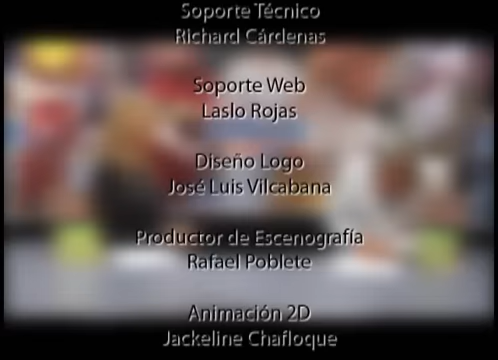 Soporte Técnico
Richard Cárdenas
Soporte Web
Laslo Rojas
Diseño Logo
José Luis Vilcabana
Productor de Escenografía
Rafael Poblete
Animación 2D
Jackeline Chafloque